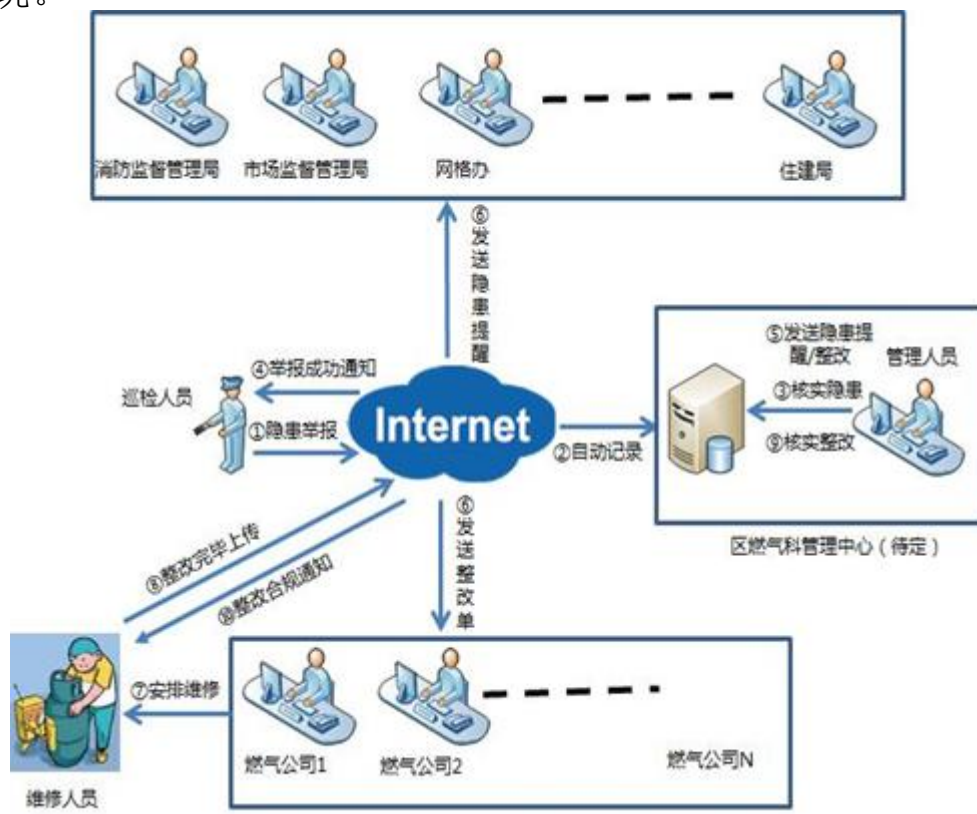 况。
消防监督管理局
市场监督管理局
网格办
住建局
⑥发送隐患提醒
⑤发送隐患提
醒/整改
管理人员
④举报成功通知
③核实隐患
巡检人员
Internet
①隐患举报
②自动记录
⑨核实整改
⑥发送整改单
区燃气科管理中心（待定）
⑧整改完毕上传
⑩整改合规通知
⑦安排维修
燃气公司1
燃气公司2
燃气公司N
维修人员